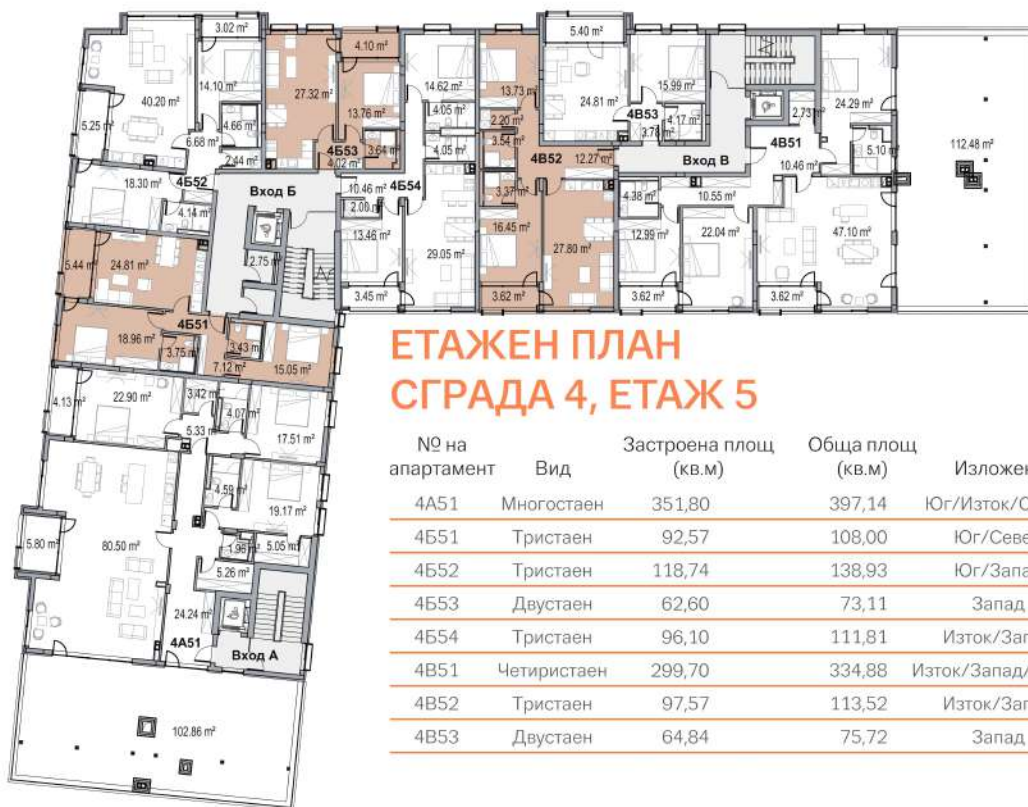 3.02 m²
4.10 m²
5.40 m²
14.10 m²
27.32 m²
14.62 m²
13.73 m²
15.99 m²
40.20 m²
13.76 m²
24.81 m²
24.29 m²
5.25 m²
4.66 m²
4.05 m²
2.20 m²
4В53
4.17 m²
2.73 m²
6.68 m²
4Б53
3.64 m²
4.05 m²
3.54 m²
3.78 m²
4В51
5.10 m²
112.48 m²
2.44 m²
4.02 m²
4В52
12.27 m²
Вход В
10.46 m²
18.30 m²
4Б52
Вход Б
10.46 m²
4Б54
3.37 m²
4.38 m²
10.55 m²
4.14 m²
2.00 m²
16.45 m²
12.99 m²
22.04 m²
47.10 m²
13.46 m²
29.05 m²
27.80 m²
5.44 m²
24.81 m²
2.75 m²
3.45 m²
3.62 m²
3.62 m²
3.62 m²
4Б51
18.96 m²
3.75 m²
3.43 m
7.12 m²
15.05 m²
ЕТАЖЕН ПЛАН
СГРАДА 4, ЕТАЖ 5
4.13 m²
22.90 m²
3.42 m²
4.07 m²
5.33 m²
17.51 m²
4.59 m²
19.17 m²
5.80 m²
80.50 m²
1.96 m²
5.05 m²
5.26 m²
24.24 m²
4А51
Вход А
102.86 m²
№ на апартамент Вид Застроена площ (кв.м) Обща площ (кв.м)
4А51 Многостаен 351,80 397,14 Юг/Изток/
4Б51 Тристаен 92,57 108,00 Юг/
4Б52 Тристаен 118,74 138,93 Юг/
4Б53 Двустаен 62,60 73,11 Запад
4Б54 Тристаен 96,10 111,81 Изток/
4В51 Четиристаен 299,70 334,88 Изток/Запад/
4В52 Тристаен 97,57 113,52 Изток/
4В53 Двустаен 64,84 75,72 Запад